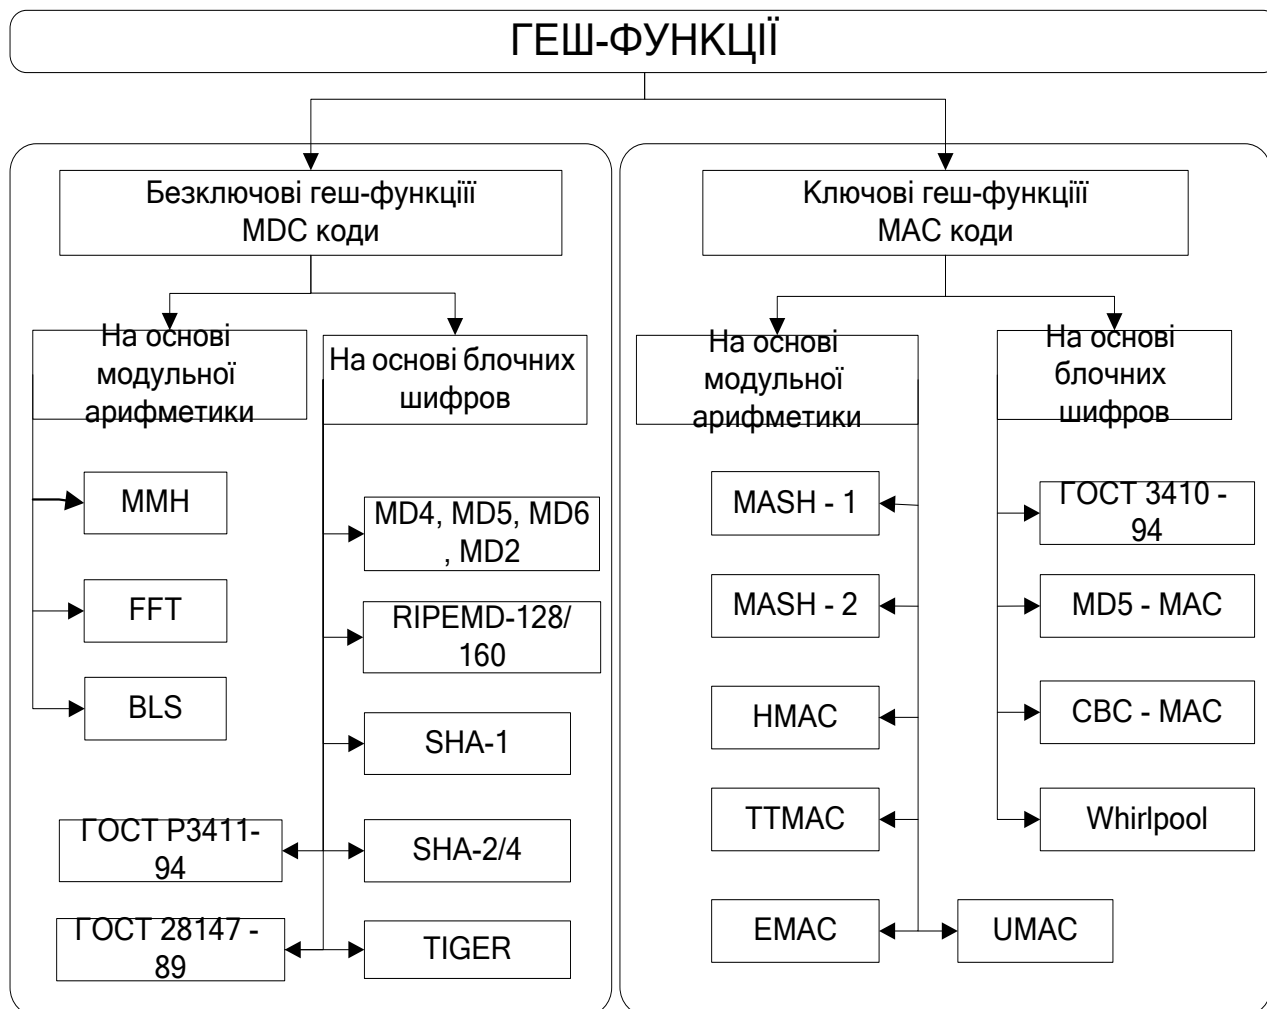 ГЕШ-ФУНКЦІЇ
Безключові геш-функціїї
MDC коди
На основі
модульної
арифметики
На основі блочних
шифров
MMH
FFT
BLS
MD4, MD5, MD6
, MD2
RIPEMD-128/
160
SHA-1
ГОСТ Р3411-
94
SHA-2/4
ГОСТ 28147 -
89
TIGER
Ключові геш-функціїї
MAC коди
На основі
модульної
арифметики
На основі
блочних
шифров
MASH - 1
MASH - 2
HMAC
TTMAC
EMAC
UMAC
ГОСТ 3410 -
94
MD5 - MAC
CBC - MAC
Whirlpool